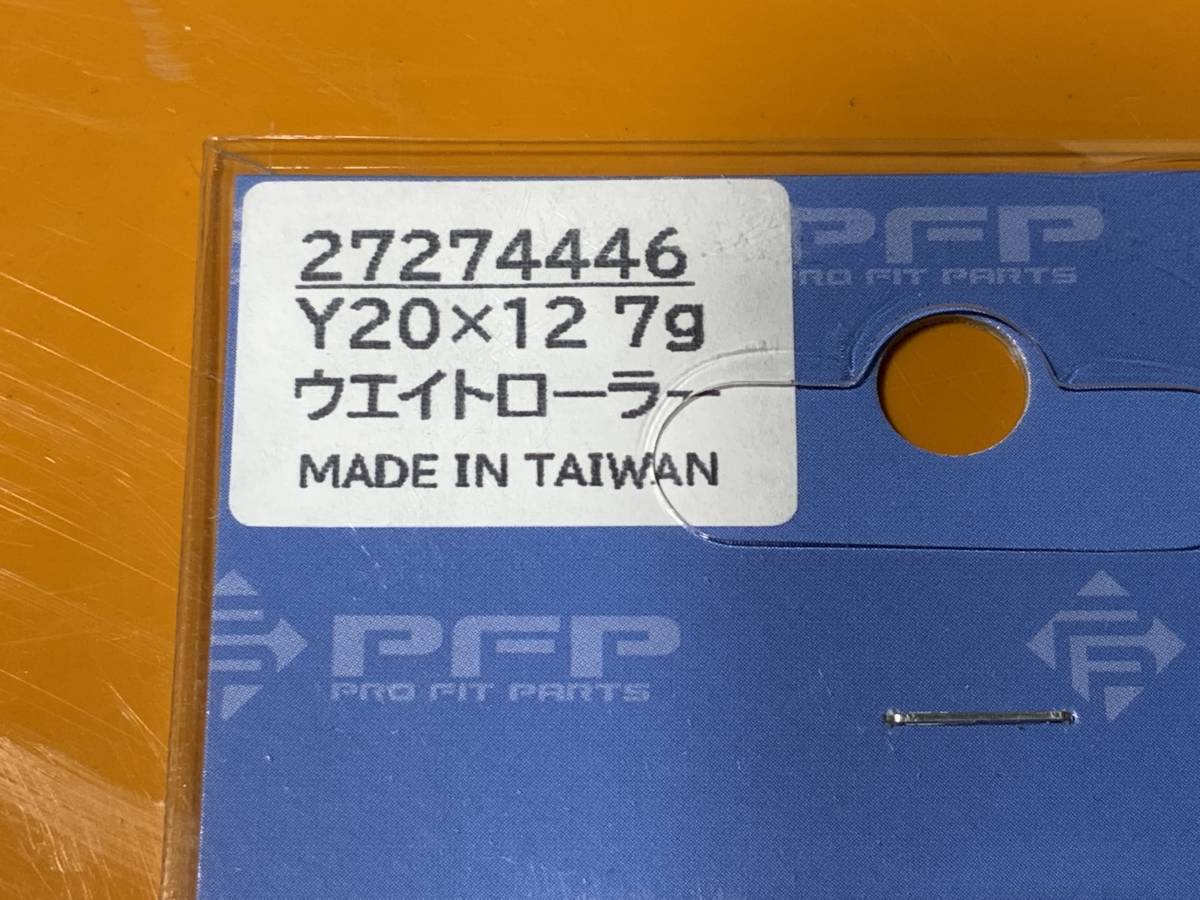 27274446
Y20×12 7g
ウエイトローラー
MADE IN TAIWAN
PFP
PRO FIT PARTS
PFP
PRO FIT PARTS